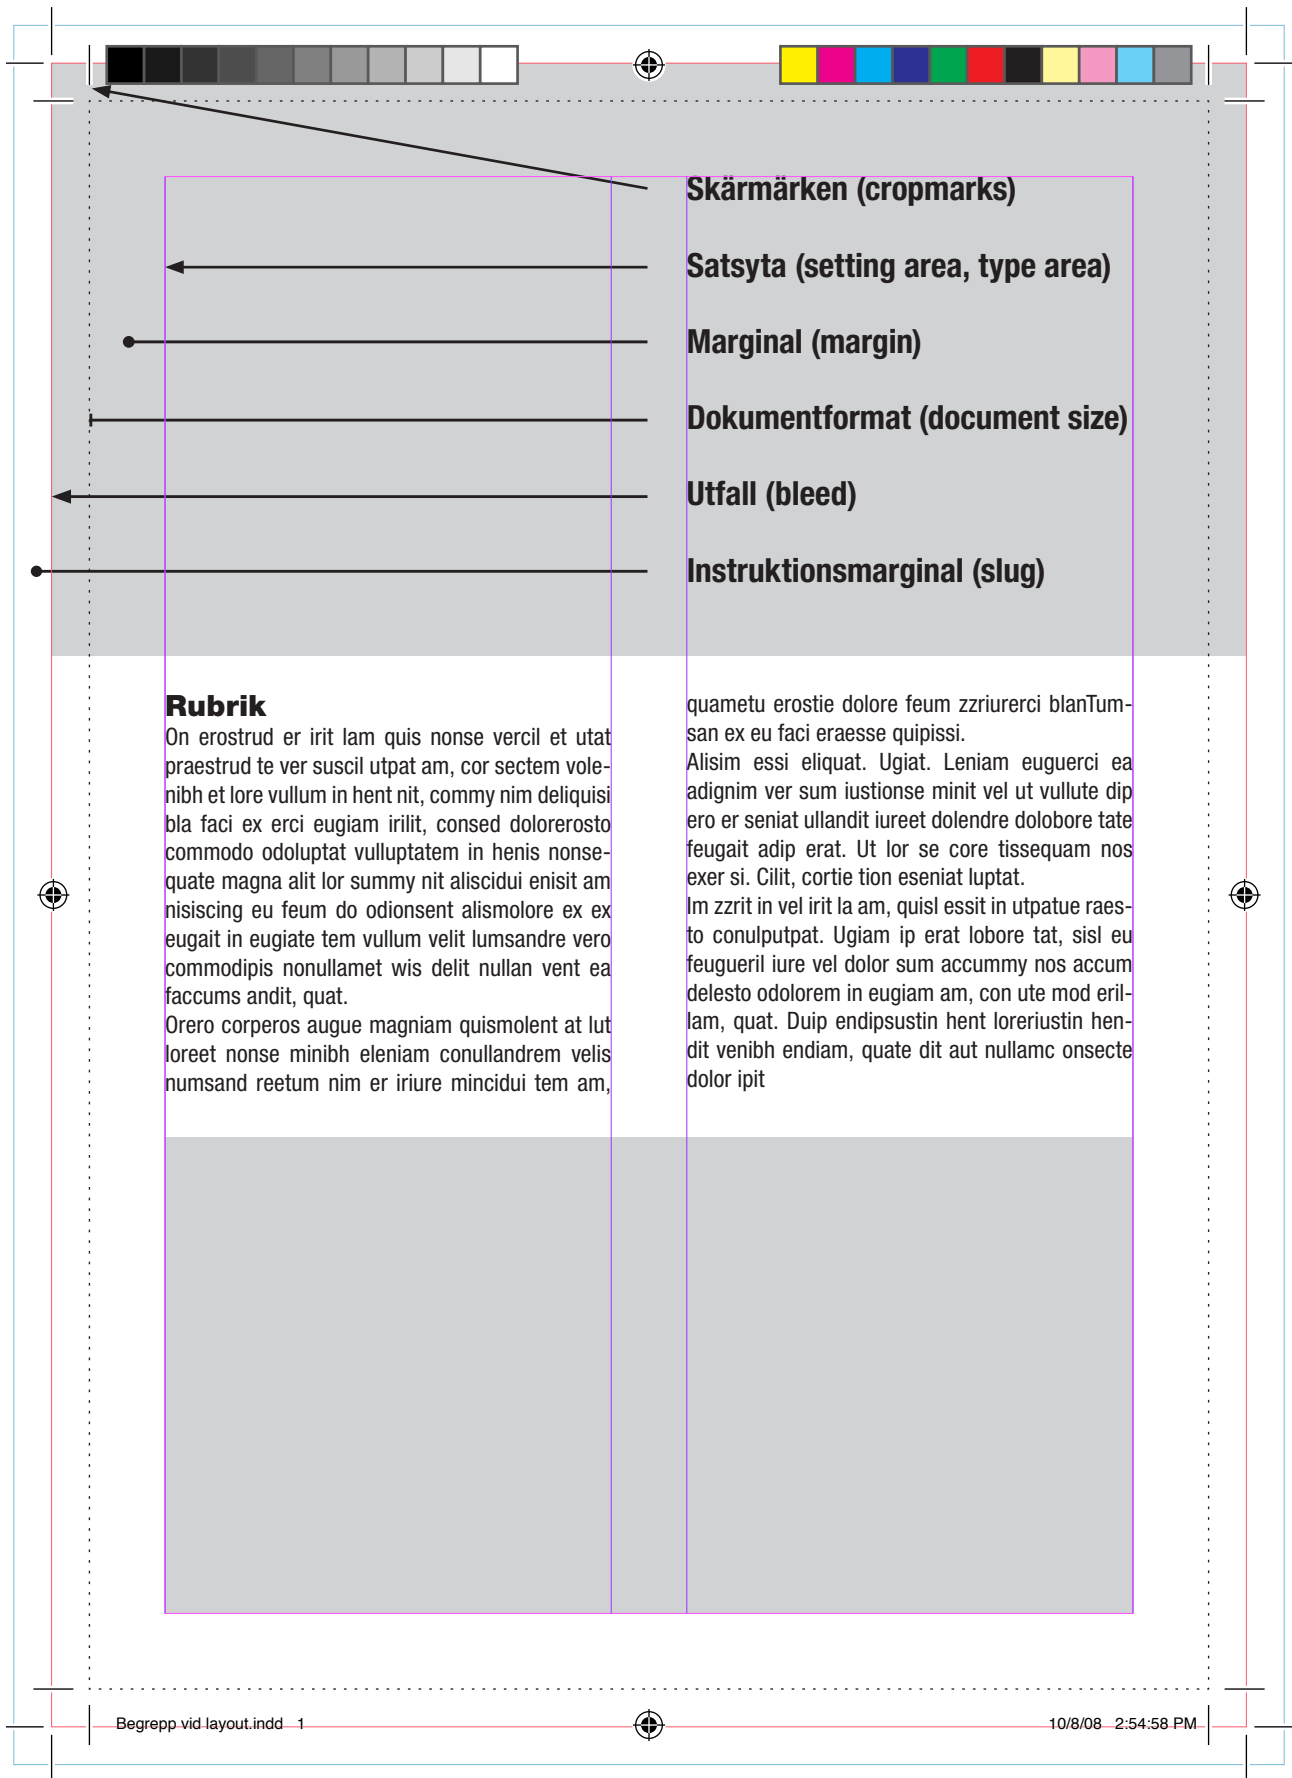 Skärmärken (cropmarks)
Satsyta (setting area, type area)
Marginal (margin)
Dokumentformat (document size)
Utfall (bleed)
Instruktionsmarginal (slug)
Rubrik
On erostrud er irit lam quis nonse vercil et utat
praestrud te ver suscil utpat am, cor sectem vole-
nibh et lore vullum in hent nit, commy nim deliquisi
bla faci ex erci eugiam irilit, consed dolorerosto
commodo odoluptat vulluptatem in henis nonse-
quate magna alit lor summy nit aliscidui enisit am
nisiscing eu feum do odionsent alismolore ex ex
eugait in eugiate tem vullum velit lumsandre vero
commodipis nonullamet wis delit nullan vent ea
faccums andit, quat.
Orero corperos augue magniam quismolent at lut
loreet nonse minibh eleniam conullandrem velis
numsand reetum nim er iriure mincidui tem am,
quametu erostie dolore feum zzriurerci blanTum-
san ex eu faci eraesse quipissi.
Alisim essi eliquat. Ugiat. Leniam euguerci ea
adignim ver sum iustionse minit vel ut vullute dip
ero er seniat ullandit iureet dolendre dolobore tate
feugait adip erat. Ut lor se core tissequam nos
exer si. Cilit, cortie tion eseniat luptat.
Im zzrit in vel irit la am, quisl essit in utpatue raes-
to conulputpat. Ugiam ip erat lobore tat, sisl eu
feugueril iure vel dolor sum accummy nos accum
delesto odolorem in eugiam am, con ute mod eril-
lam, quat. Duip endipsustin hent loreriustin hen-
dit venibh endiam, quate dit aut nullamc onsecte
dolor ipit
Begrepp vid layout.indd 1
10/8/08 2:54:58 PM